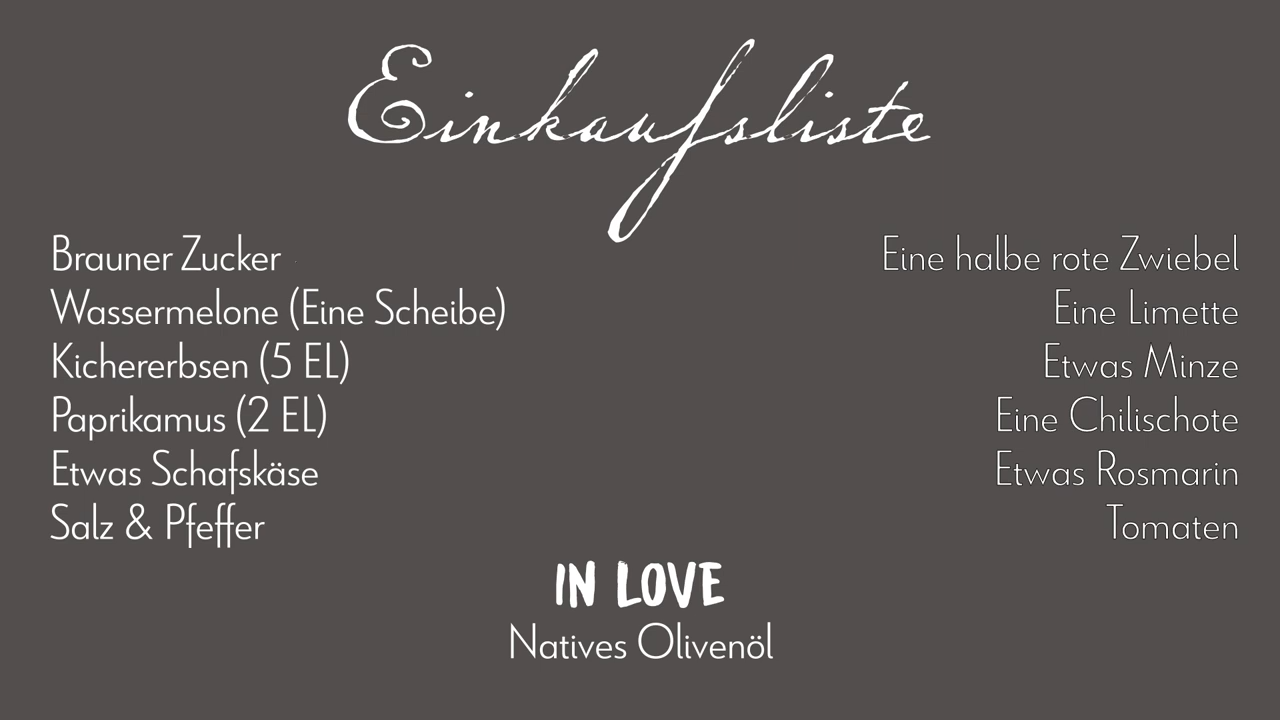 Einkaufsliste
Brauner Zucker
Wassermelone (Eine Scheibe)
Kichererbsen (5 EL)
Paprikamus (2 EL)
Etwas Schafskäse
Salz & Pfeffer
Eine halbe rote Zwiebel
Eine Limette
Etwas Minze
Eine Chilischote
Etwas Rosmarin
Tomaten
IN LOVE
Natives Olivenöl